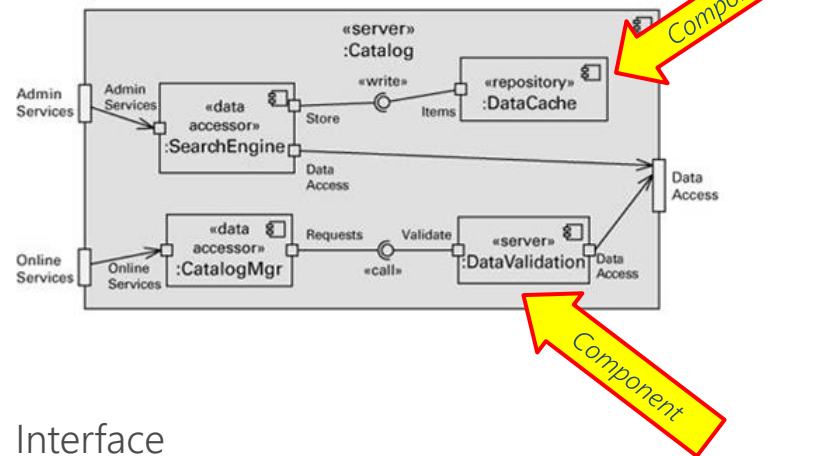 «server»
:Catalog
Admin
Services
Admin
Services
«data
accessor»
:SearchEngine
Store
«write»
Items
«repository»
:DataCache
Data
Access
Data
Access
Online
Services
Online
Services
«data
accessor»
:CatalogMgr
Requests
«call»
Validate
«server»
:DataValidation
Data
Access
Component
Interface